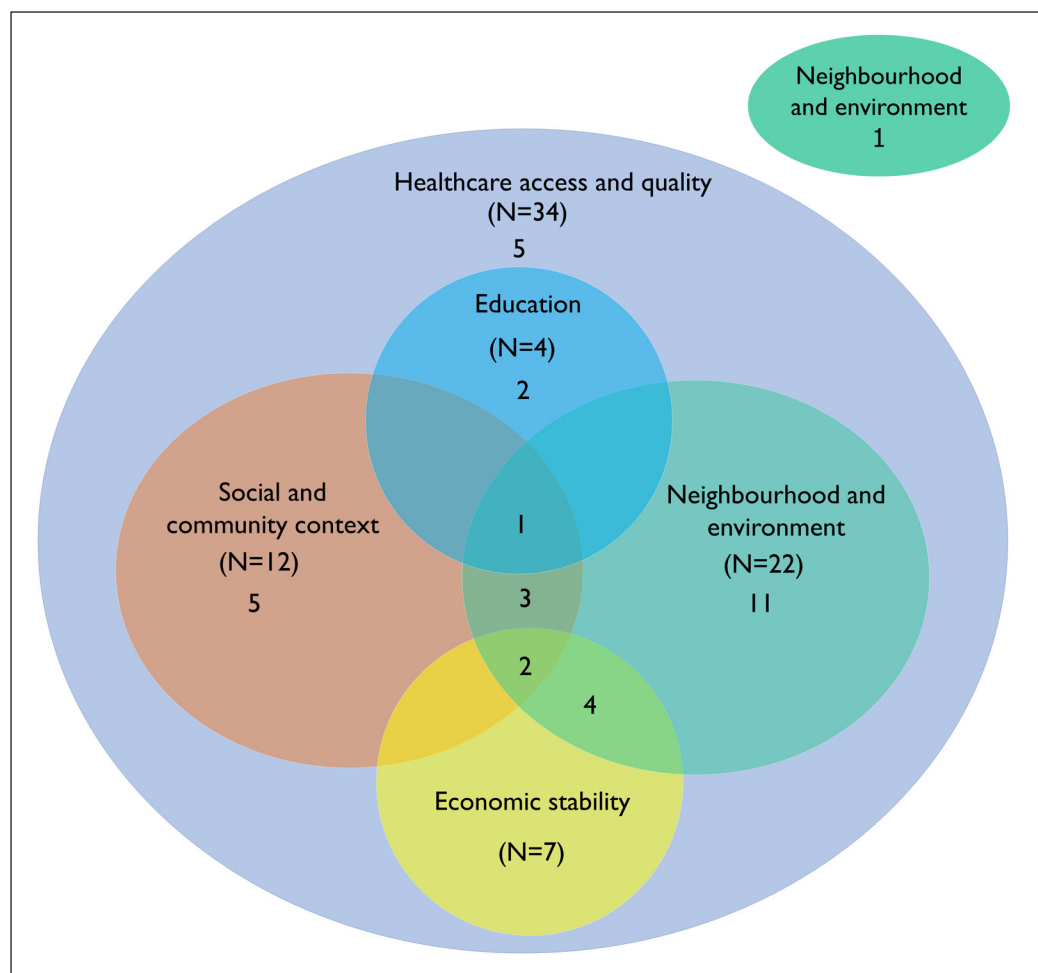 Neighbourhood
and environment
1
Healthcare access and quality
(N=34)
5
Education
(N=4)
2
Social and
community context
(N=12)
5
Neighbourhood and
environment
(N=22)
11
1
3
2
4
Economic stability
(N=7)